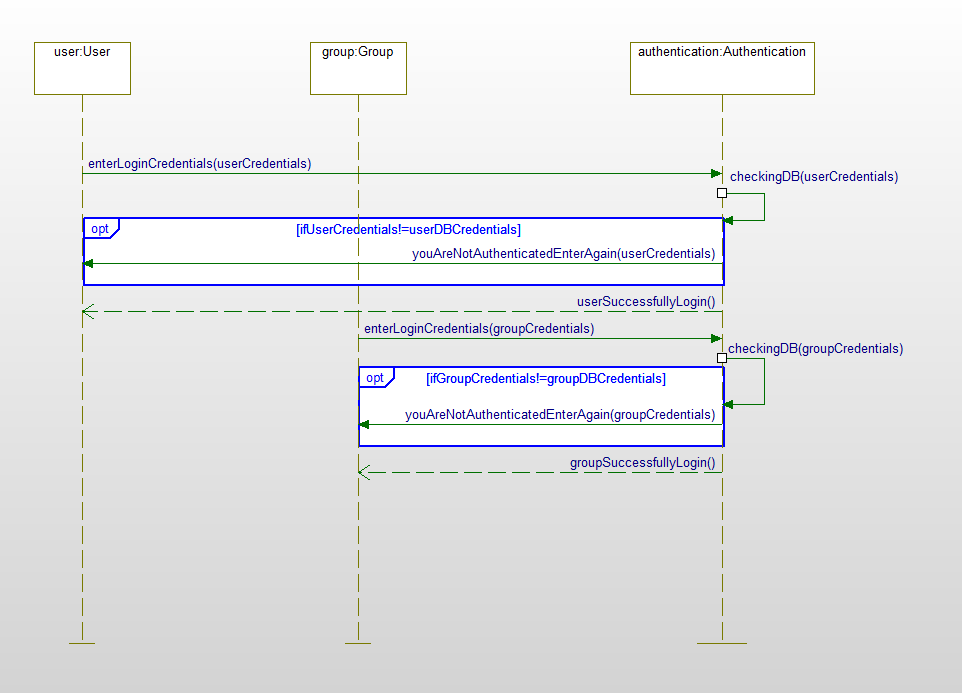 user:User
group:Group
authentication:Authentication
enterLoginCredentials(userCredentials)
checkingDB(userCredentials)
opt
[ifUserCredentials!=userDBCredentials]
youAreNotAuthenticatedEnterAgain(userCredentials)
userSuccessfullyLogin()
enterLoginCredentials(groupCredentials)
checkingDB(groupCredentials)
opt
[ifGroupCredentials!=groupDBCredentials]
youAreNotAuthenticatedEnterAgain(groupCredentials)
groupSuccessfullyLogin()